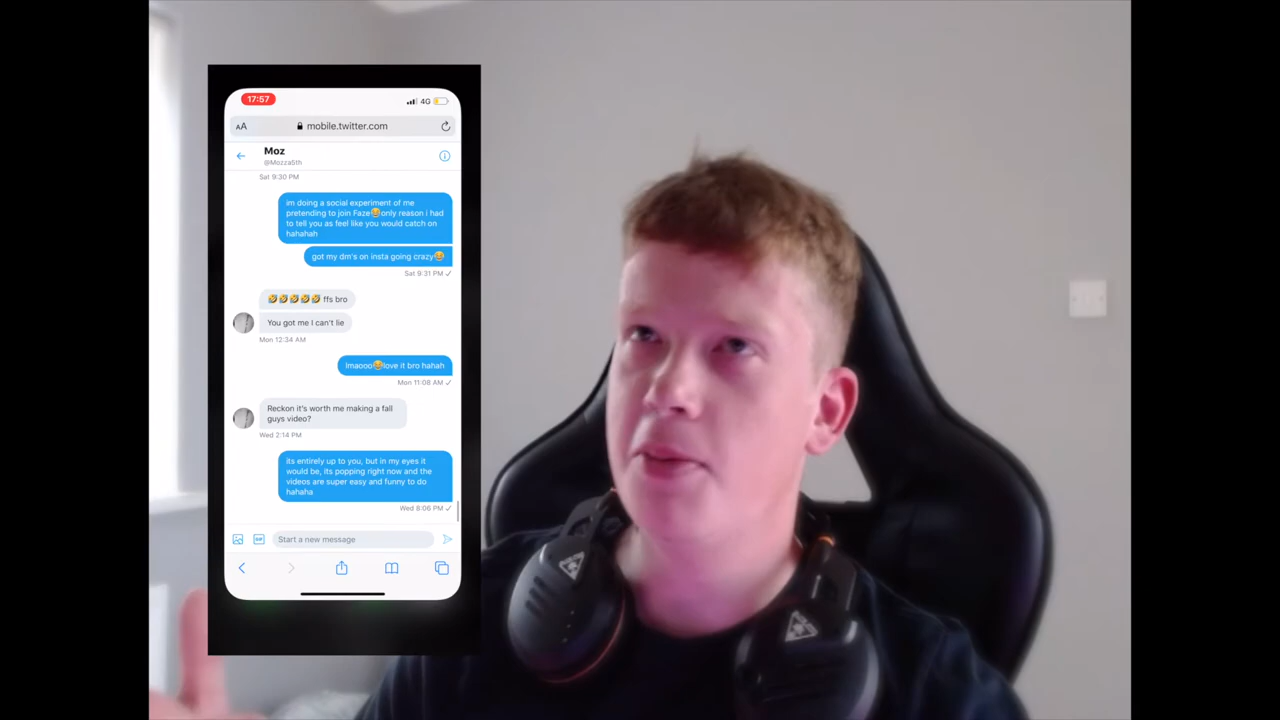 17:57
4G
AA
mobile.twitter.com
Moz
@Mozza5th
Sat 9:30 PM
im doing a social experiment of me
pretending to join Faze😂only reason i had
to tell you as feel like you would catch on
hahahah
got my dm's on insta going crazy😂
Sat 9:31 PM ✓
🤣🤣🤣🤣🤣 ffs bro
You got me I can't lie
Mon 12:34 AM
lmaooo😂love it bro hahah
Mon 11:08 AM ✓
Reckon it's worth me making a fall
guys video?
Wed 2:14 PM
its entirely up to you, but in my eyes it
would be, its popping right now and the
videos are super easy and funny to do
hahaha
Wed 8:06 PM ✓
GIF
Start a new message